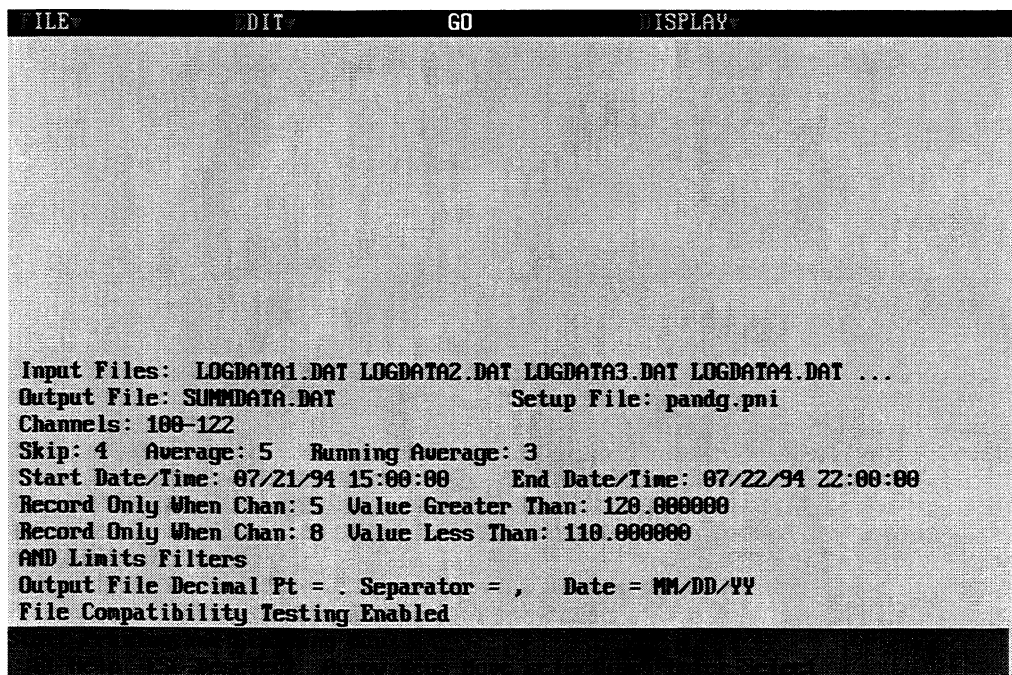 FILE EDIT GO DISPLAY
Input Files: LOGDATA1.DAT LOGDATA2.DAT LOGDATA3.DAT LOGDATA4.DAT ...
Output File: SUMMDATA.DAT Setup File: pandg.pni
Channels: 100-122
Skip: 4 Average: 5 Running Average: 3
Start Date/Time: 07/21/94 15:00:00 End Date/Time: 07/22/94 22:00:00
Record Only When Chan: 5 Value Greater Than: 120.000000
Record Only When Chan: 8 Value Less Than: 110.000000
AND Limits Filters
Output File Decimal Pt = . Separator = , Date = MM/DD/YY
File Compatibility Testing Enabled